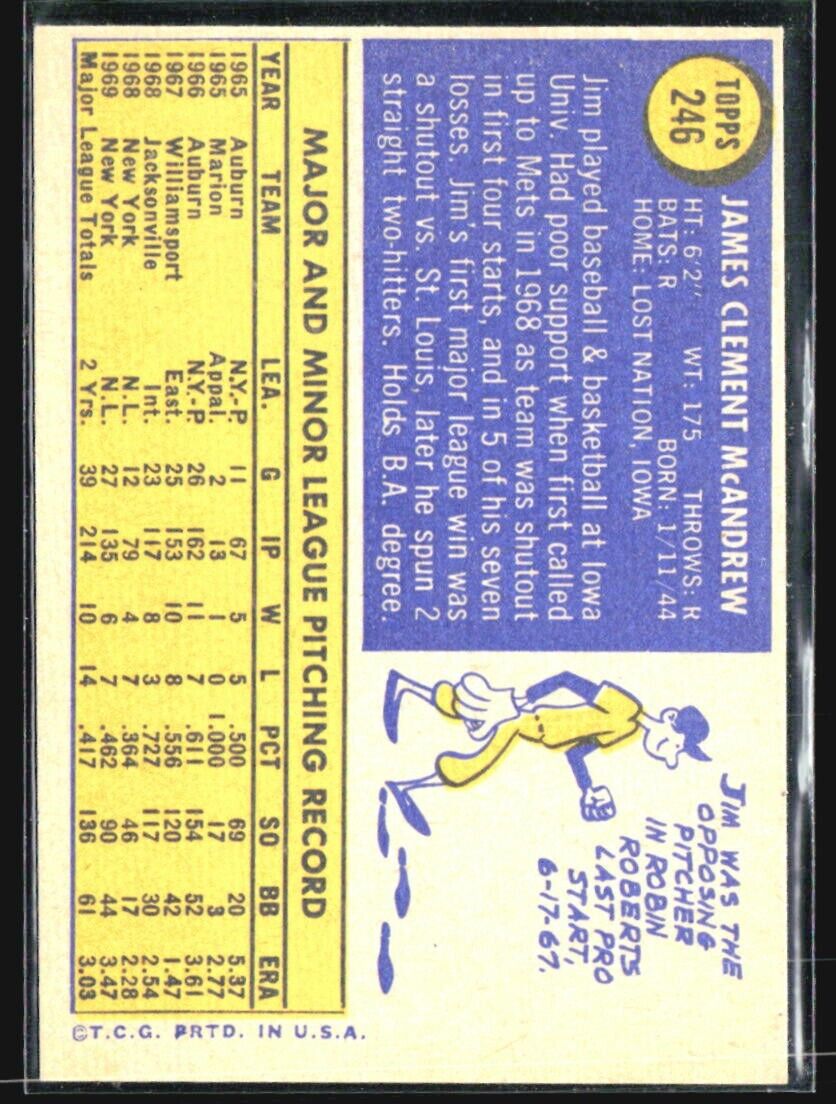 TOPPS
246
JAMES CLEMENT McANDREW
HT: 6'2" WT: 175 THROWS: R
BATS: R BORN: 1/11/44
HOME: LOST NATION, IOWA
Jim played baseball & basketball at Iowa
Univ. Had poor support when first called
up to Mets in 1968 as team was shutout
in first four starts, and in 5 of his seven
losses. Jim's first major league win was
a shutout vs. St. Louis, later he spun 2
straight two-hitters. Holds B.A. degree.
JIM WAS THE
OPPOSING
PITCHER
IN ROBIN
ROBERTS
LAST PRO
START,
6-17-67.
MAJOR AND MINOR LEAGUE PITCHING RECORD
YEAR TEAM LEA. G IP W L PCT SO BB ERA
1965 Auburn N.Y.-P. 11 67 5 5 .500 69 20 5.37
1965 Marion Appal. 2 13 1 0 1.000 17 3 2.77
1966 Auburn N.Y.-P. 26 162 11 7 .611 154 52 3.61
1967 Williamsport East. 25 153 10 8 .556 120 42 1.47
1968 Jacksonville Int. 23 117 8 3 .727 117 30 2.54
1968 New York N.L. 12 79 4 7 .364 46 17 2.28
1969 New York N.L. 27 135 6 7 .462 90 44 3.47
Major League Totals 2 Yrs. 39 214 10 14 .417 136 61 3.03
©T.C.G. PRTD. IN U.S.A.